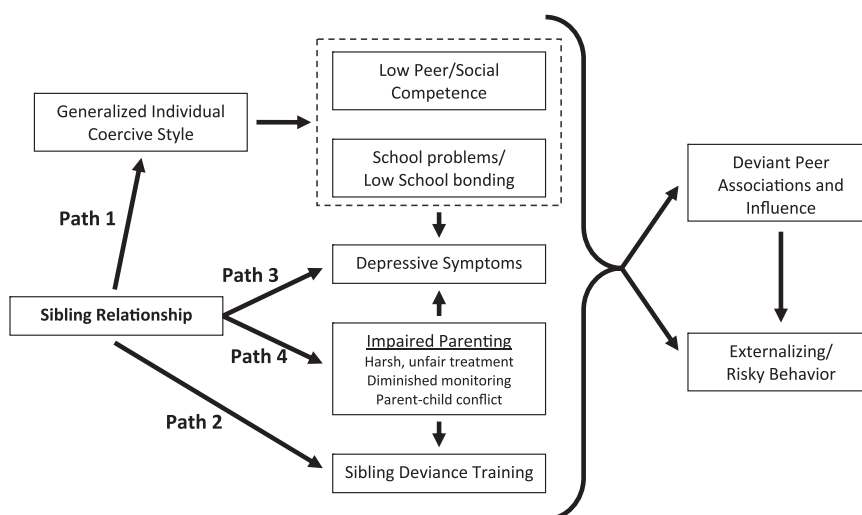 Low Peer/Social
Competence
Generalized Individual
Coercive Style
School problems/
Low School bonding
Deviant Peer
Associations and
Influence
Path 1
Path 3
Depressive Symptoms
Sibling Relationship
Path 4
Impaired Parenting
Harsh, unfair treatment
Diminished monitoring
Parent-child conflict
Externalizing/
Risky Behavior
Path 2
Sibling Deviance Training